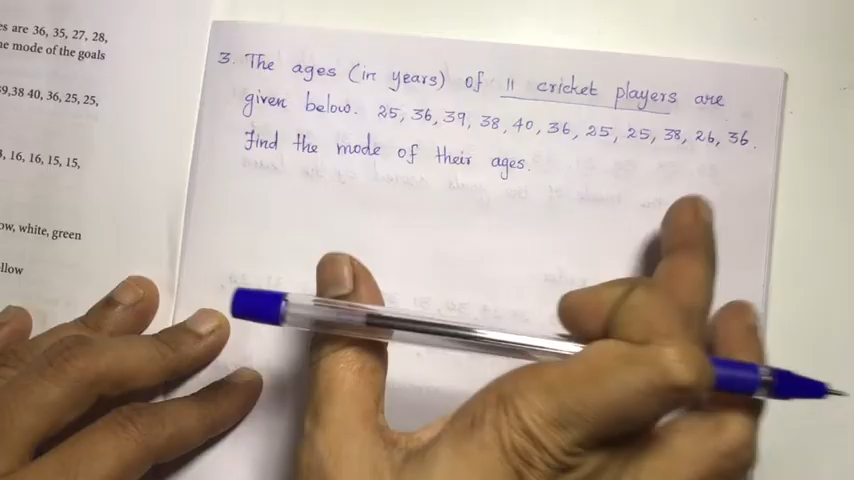 es are 36, 35, 27, 28,
he mode of the goals
39,38 40, 36, 25, 25,
, 16, 16, 15, 15,
ow, white, green
llow
3. The ages (in years) of 11 cricket players are
given below. 25, 36, 39, 38, 40, 36, 25, 25, 38, 26, 36.
Find the mode of their ages.